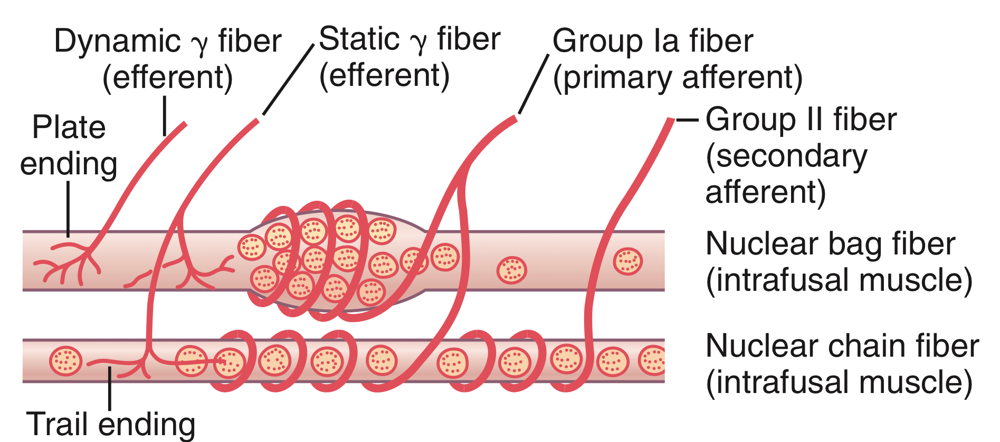 Dynamic γ fiber
(efferent)
Static γ fiber
(efferent)
Group Ia fiber
(primary afferent)
Plate
ending
Group II fiber
(secondary
afferent)
Nuclear bag fiber
(intrafusal muscle)
Nuclear chain fiber
(intrafusal muscle)
Trail ending